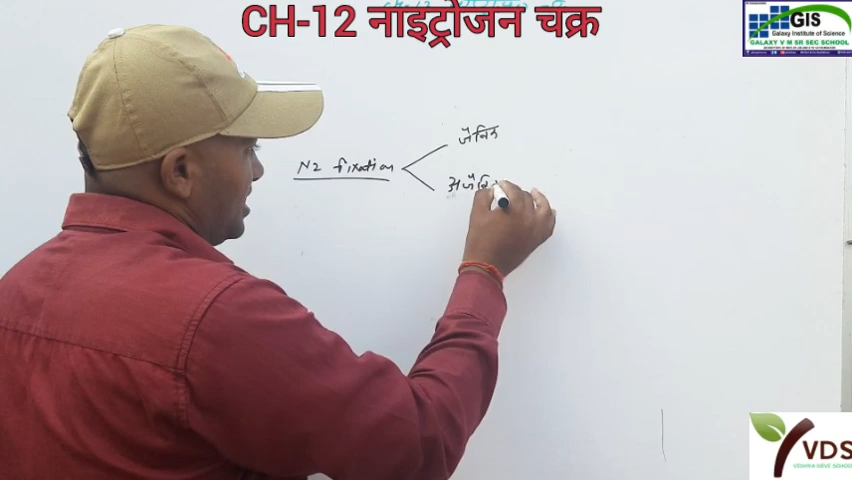 CH-12 नाइट्रोजन चक्र
GIS
Galaxy Institute of Science
GALAXY V M SR SEC SCHOOL
N2 fixation
जैविक
अजैवि
VDS